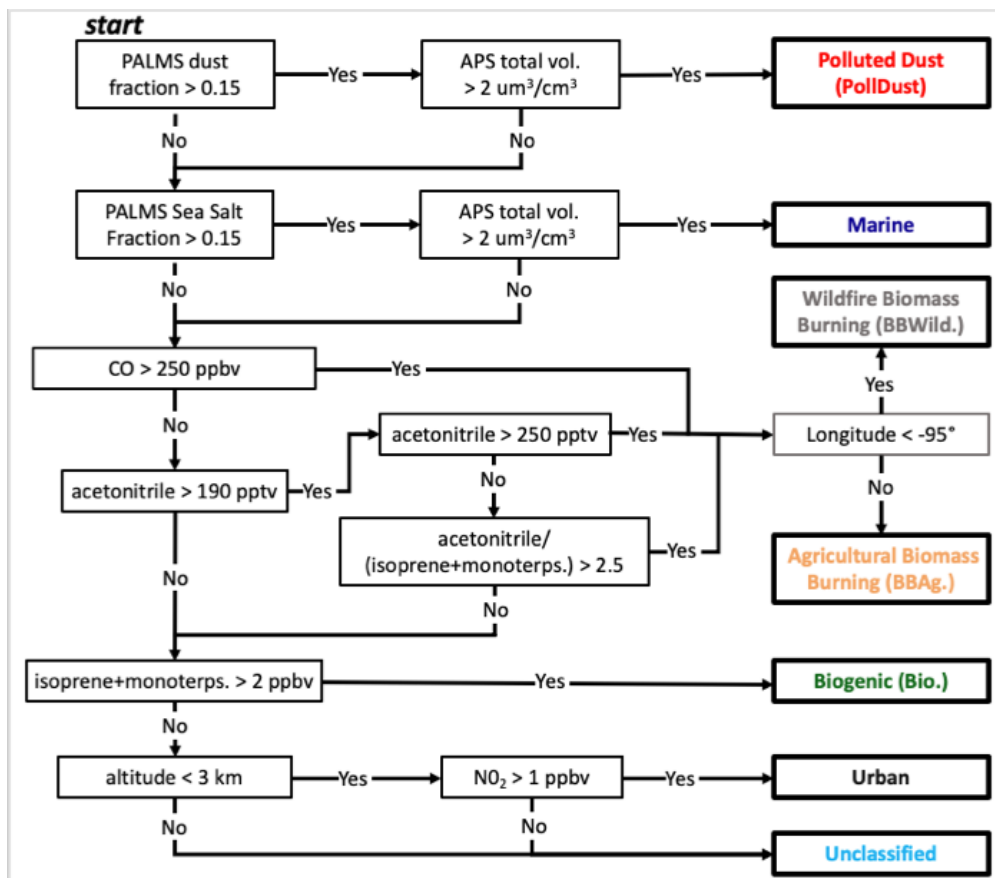 start
PALMS dust
fraction > 0.15
Yes
APS total vol.
> 2 um³/cm³
Yes
Polluted Dust
(PollDust)
No
No
PALMS Sea Salt
Fraction > 0.15
Yes
APS total vol.
> 2 um³/cm³
Yes
Marine
No
No
Wildfire Biomass
Burning (BBWild.)
CO > 250 ppbv
Yes
Yes
No
acetonitrile > 250 pptv
Yes
Longitude < -95°
acetonitrile > 190 pptv
Yes
No
No
acetonitrile/
(isoprene+monoterps.) > 2.5
Yes
Agricultural Biomass
Burning (BBAg.)
No
No
isoprene+monoterps. > 2 ppbv
Yes
Biogenic (Bio.)
No
altitude < 3 km
Yes
N0₂ > 1 ppbv
Yes
Urban
No
No
Unclassified